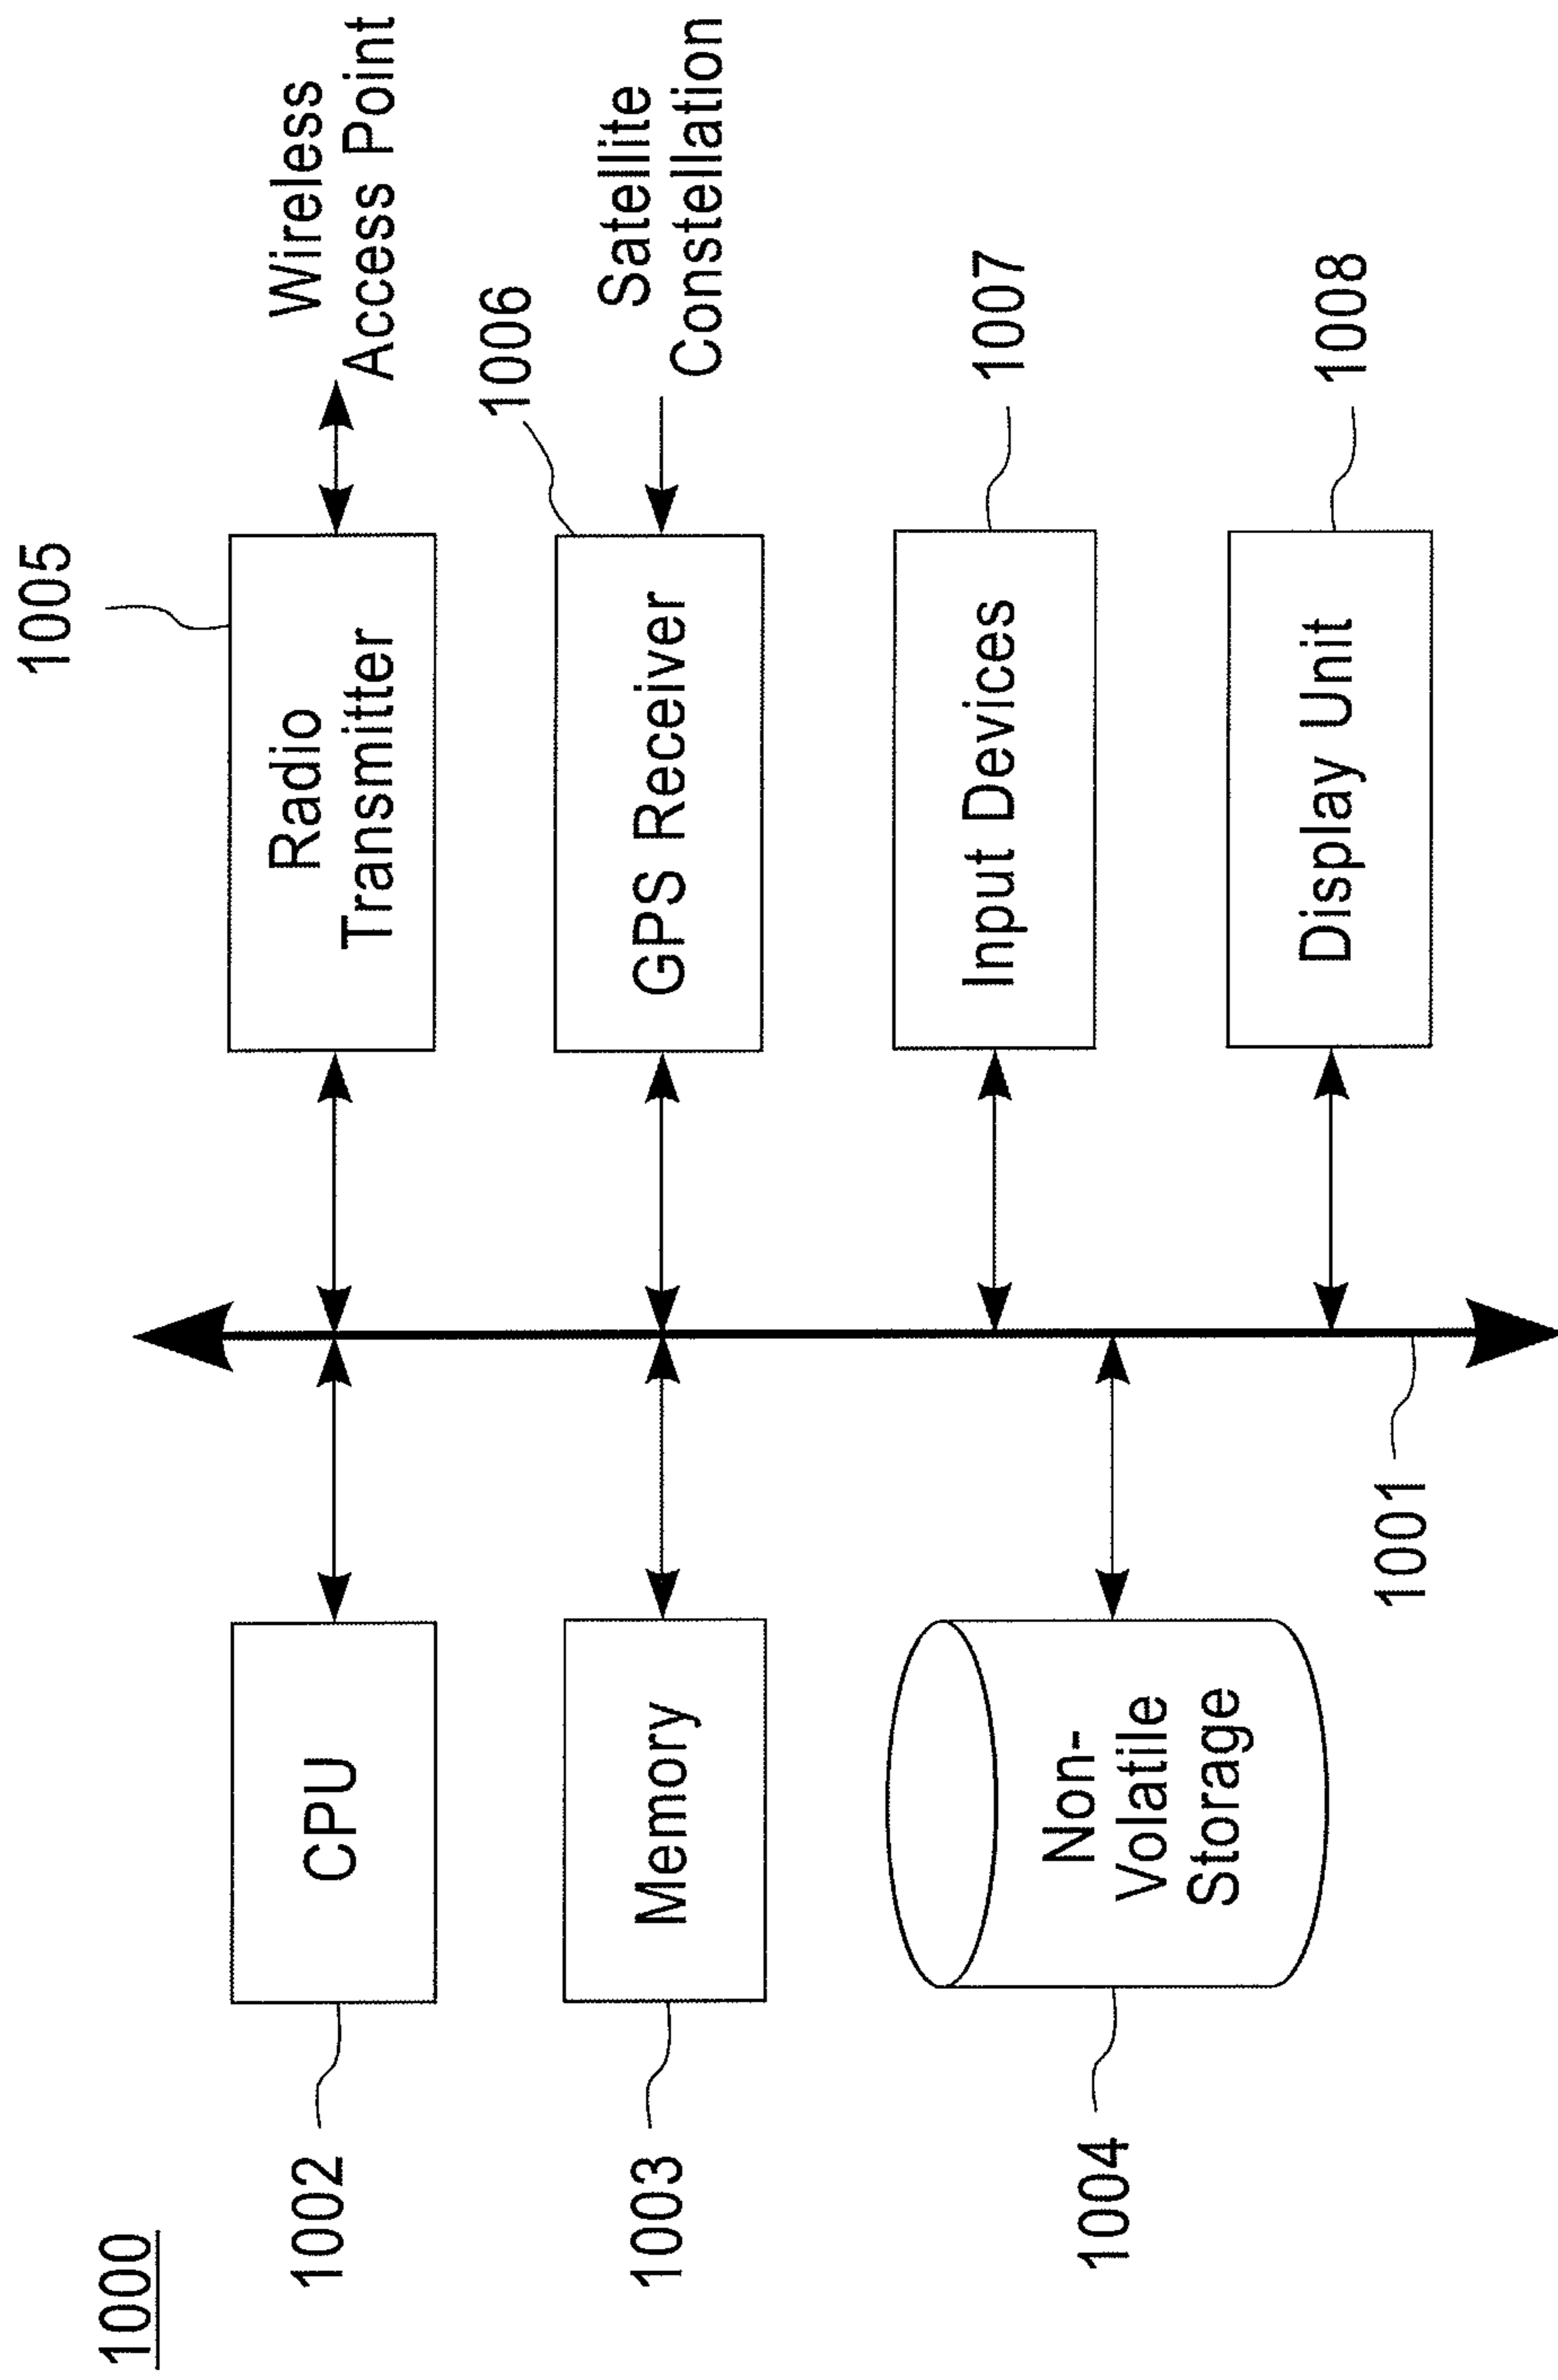 1000
1002
CPU
1003
Memory
1004
Non-
Volatile
Storage
1001
1005
Radio
Transmitter
Wireless
Access Point
1006
GPS Receiver
Satellite
Constellation
1007
Input Devices
1008
Display Unit